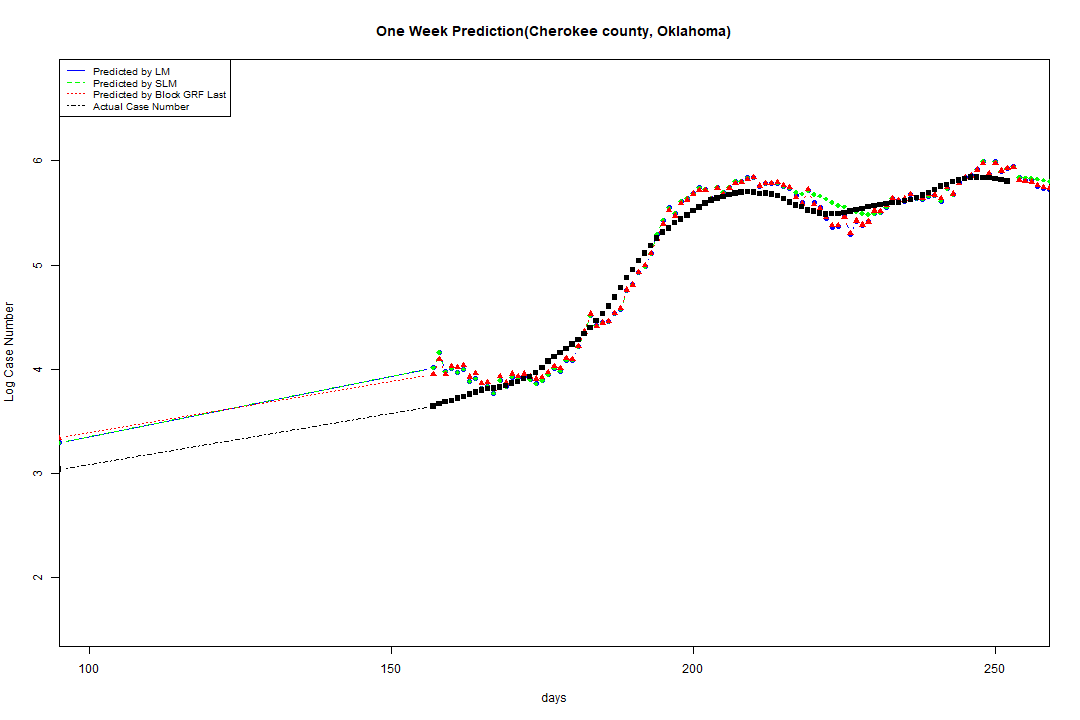 One Week Prediction(Cherokee county, Oklahoma)
Predicted by LM
Predicted by SLM
Predicted by Block GRF Last
Actual Case Number
6
5
4
3
2
Log Case Number
100
150
200
250
days